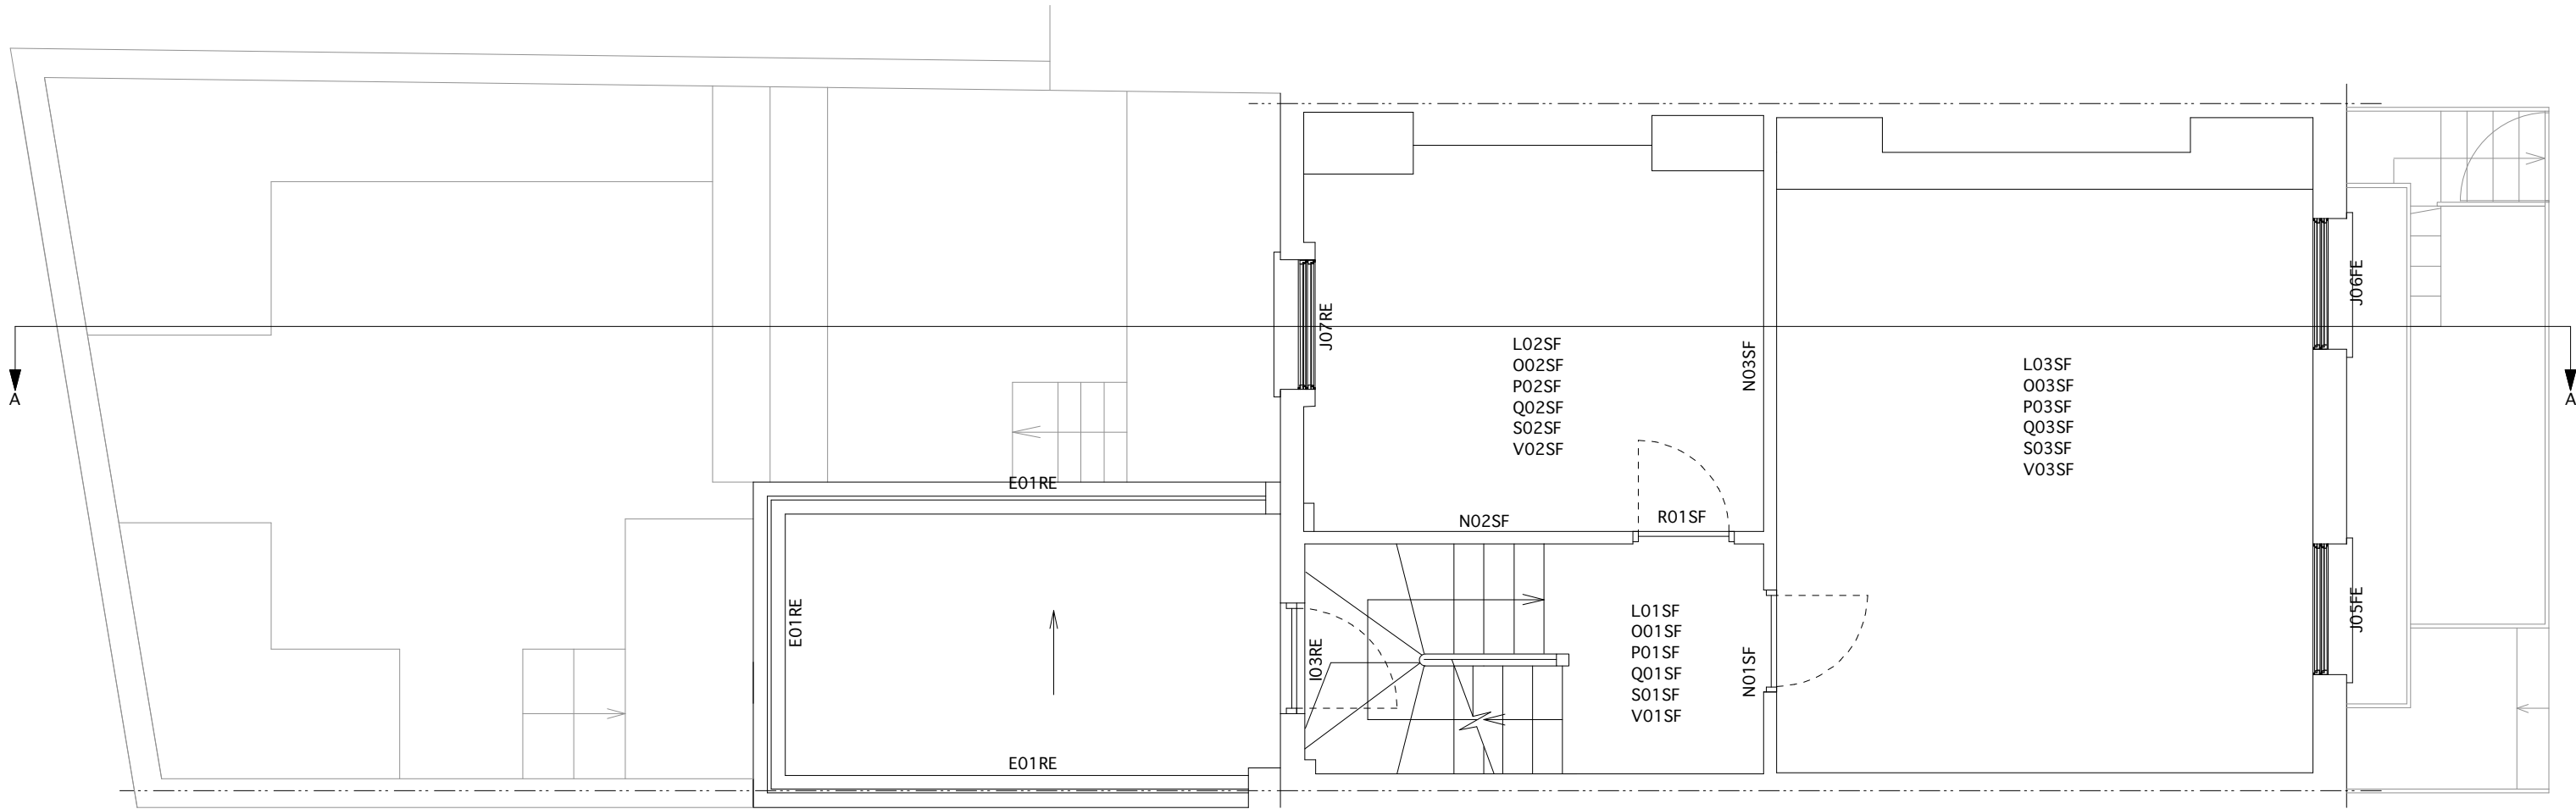 J07RE
J06FE
L02SF
O02SF
P02SF
Q02SF
S02SF
V02SF
N03SF
L03SF
O03SF
P03SF
Q03SF
S03SF
V03SF
A
A
E01RE
N02SF
R01SF
E01RE
I03RE
L01SF
O01SF
P01SF
Q01SF
S01SF
V01SF
N01SF
J05FE
E01RE